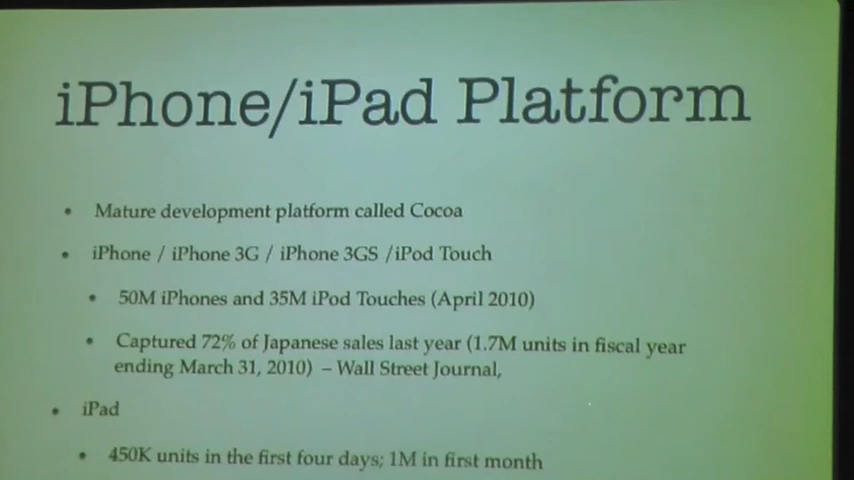 iPhone/iPad Platform
• Mature development platform called Cocoa
• iPhone / iPhone 3G / iPhone 3GS /iPod Touch
• 50M iPhones and 35M iPod Touches (April 2010)
• Captured 72% of Japanese sales last year (1.7M units in fiscal year
ending March 31, 2010) – Wall Street Journal,
• iPad
• 450K units in the first four days; 1M in first month